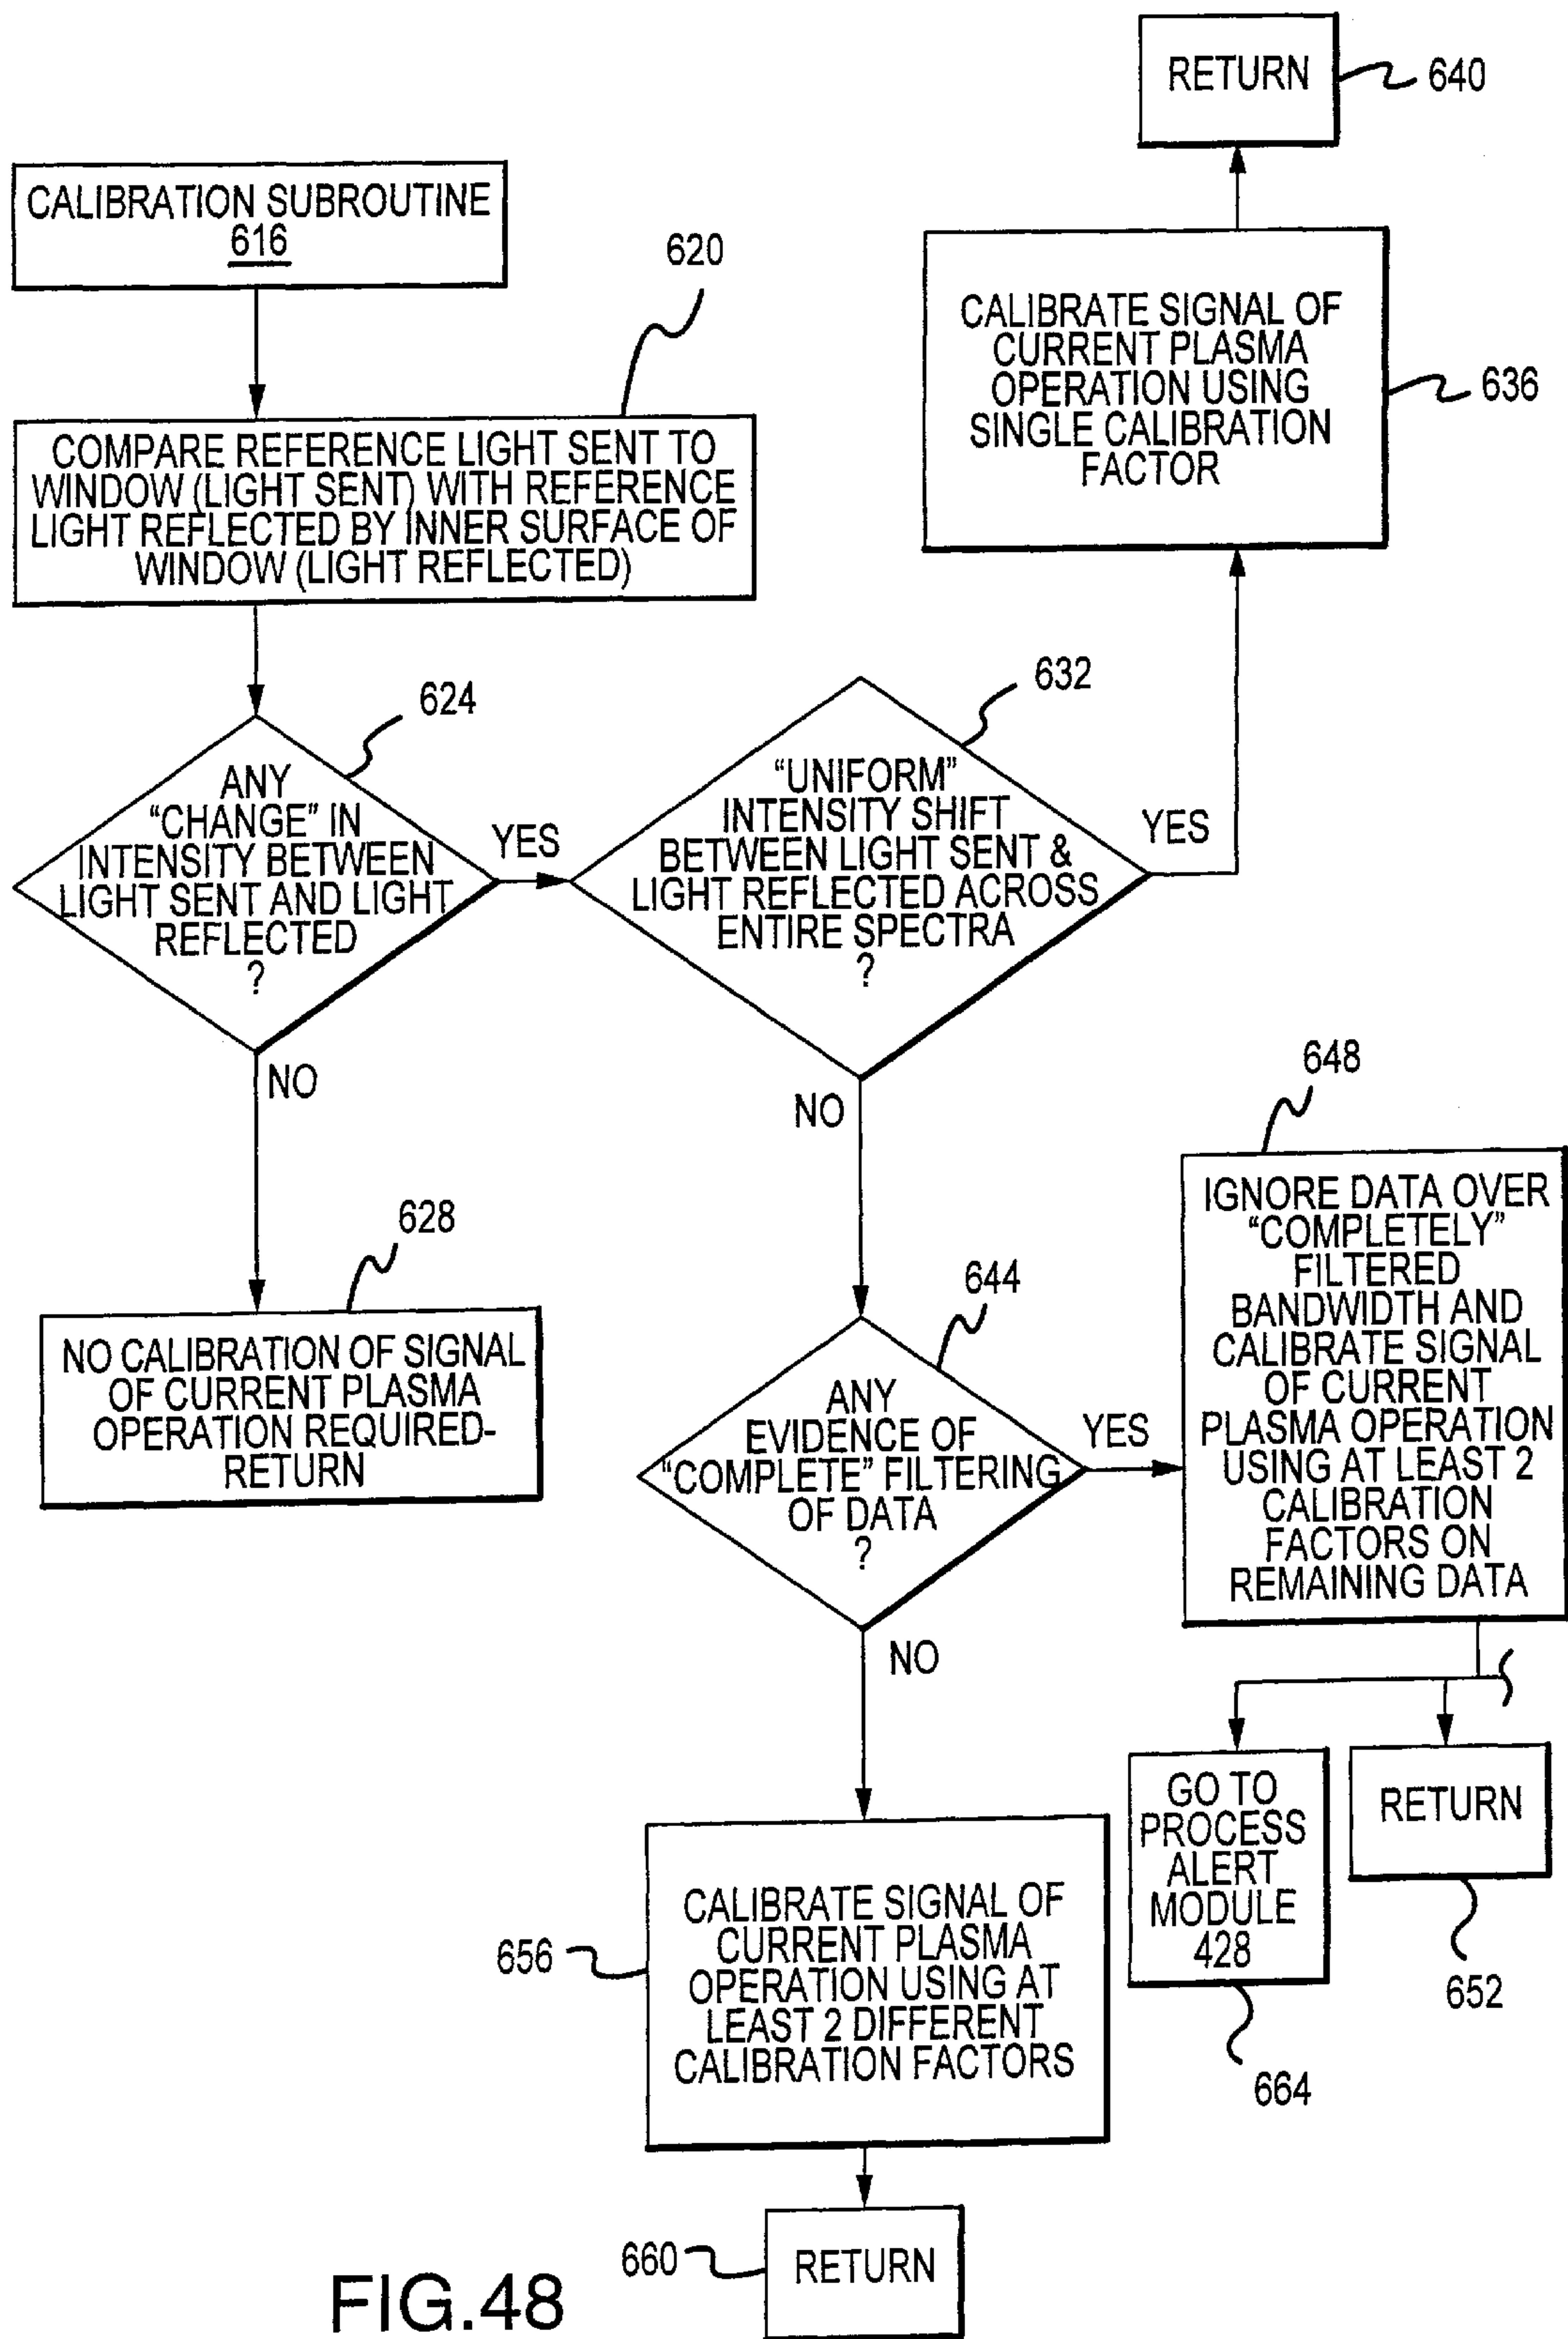 RETURN
640
CALIBRATION SUBROUTINE
616
620
CALIBRATE SIGNAL OF
CURRENT PLASMA
OPERATION USING
SINGLE CALIBRATION
FACTOR
636
COMPARE REFERENCE LIGHT SENT TO
WINDOW (LIGHT SENT) WITH REFERENCE
LIGHT REFLECTED BY INNER SURFACE OF
WINDOW (LIGHT REFLECTED)
624
ANY
“CHANGE” IN
INTENSITY BETWEEN
LIGHT SENT AND LIGHT
REFLECTED
?
YES
NO
632
“UNIFORM”
INTENSITY SHIFT
BETWEEN LIGHT SENT &
LIGHT REFLECTED ACROSS
ENTIRE SPECTRA
?
YES
NO
628
NO CALIBRATION OF SIGNAL
OF CURRENT PLASMA
OPERATION REQUIRED-
RETURN
644
ANY
EVIDENCE OF
“COMPLETE” FILTERING
OF DATA
?
YES
NO
648
IGNORE DATA OVER
“COMPLETELY”
FILTERED
BANDWIDTH AND
CALIBRATE SIGNAL
OF CURRENT
PLASMA OPERATION
USING AT LEAST 2
CALIBRATION
FACTORS ON
REMAINING DATA
GO TO
PROCESS
ALERT
MODULE
428
664
RETURN
652
656
CALIBRATE SIGNAL OF
CURRENT PLASMA
OPERATION USING AT
LEAST 2 DIFFERENT
CALIBRATION FACTORS
660
RETURN
FIG.48